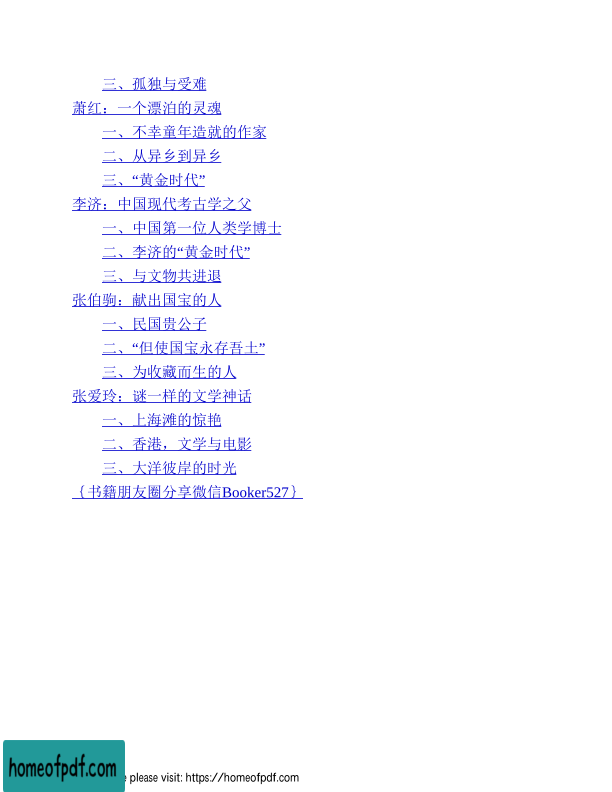 三、孤独与受难
萧红：一个漂泊的灵魂
一、不幸童年造就的作家
二、从异乡到异乡
三、“黄金时代”
李济：中国现代考古学之父
一、中国第一位人类学博士
二、李济的“黄金时代”
三、与文物共进退
张伯驹：献出国宝的人
一、民国贵公子
二、“但使国宝永存吾土”
三、为收藏而生的人
张爱玲：谜一样的文学神话
一、上海滩的惊艳
二、香港，文学与电影
三、大洋彼岸的时光
｛书籍朋友圈分享微信Booker527｝
homeofpdf.com
please visit: https://homeofpdf.com